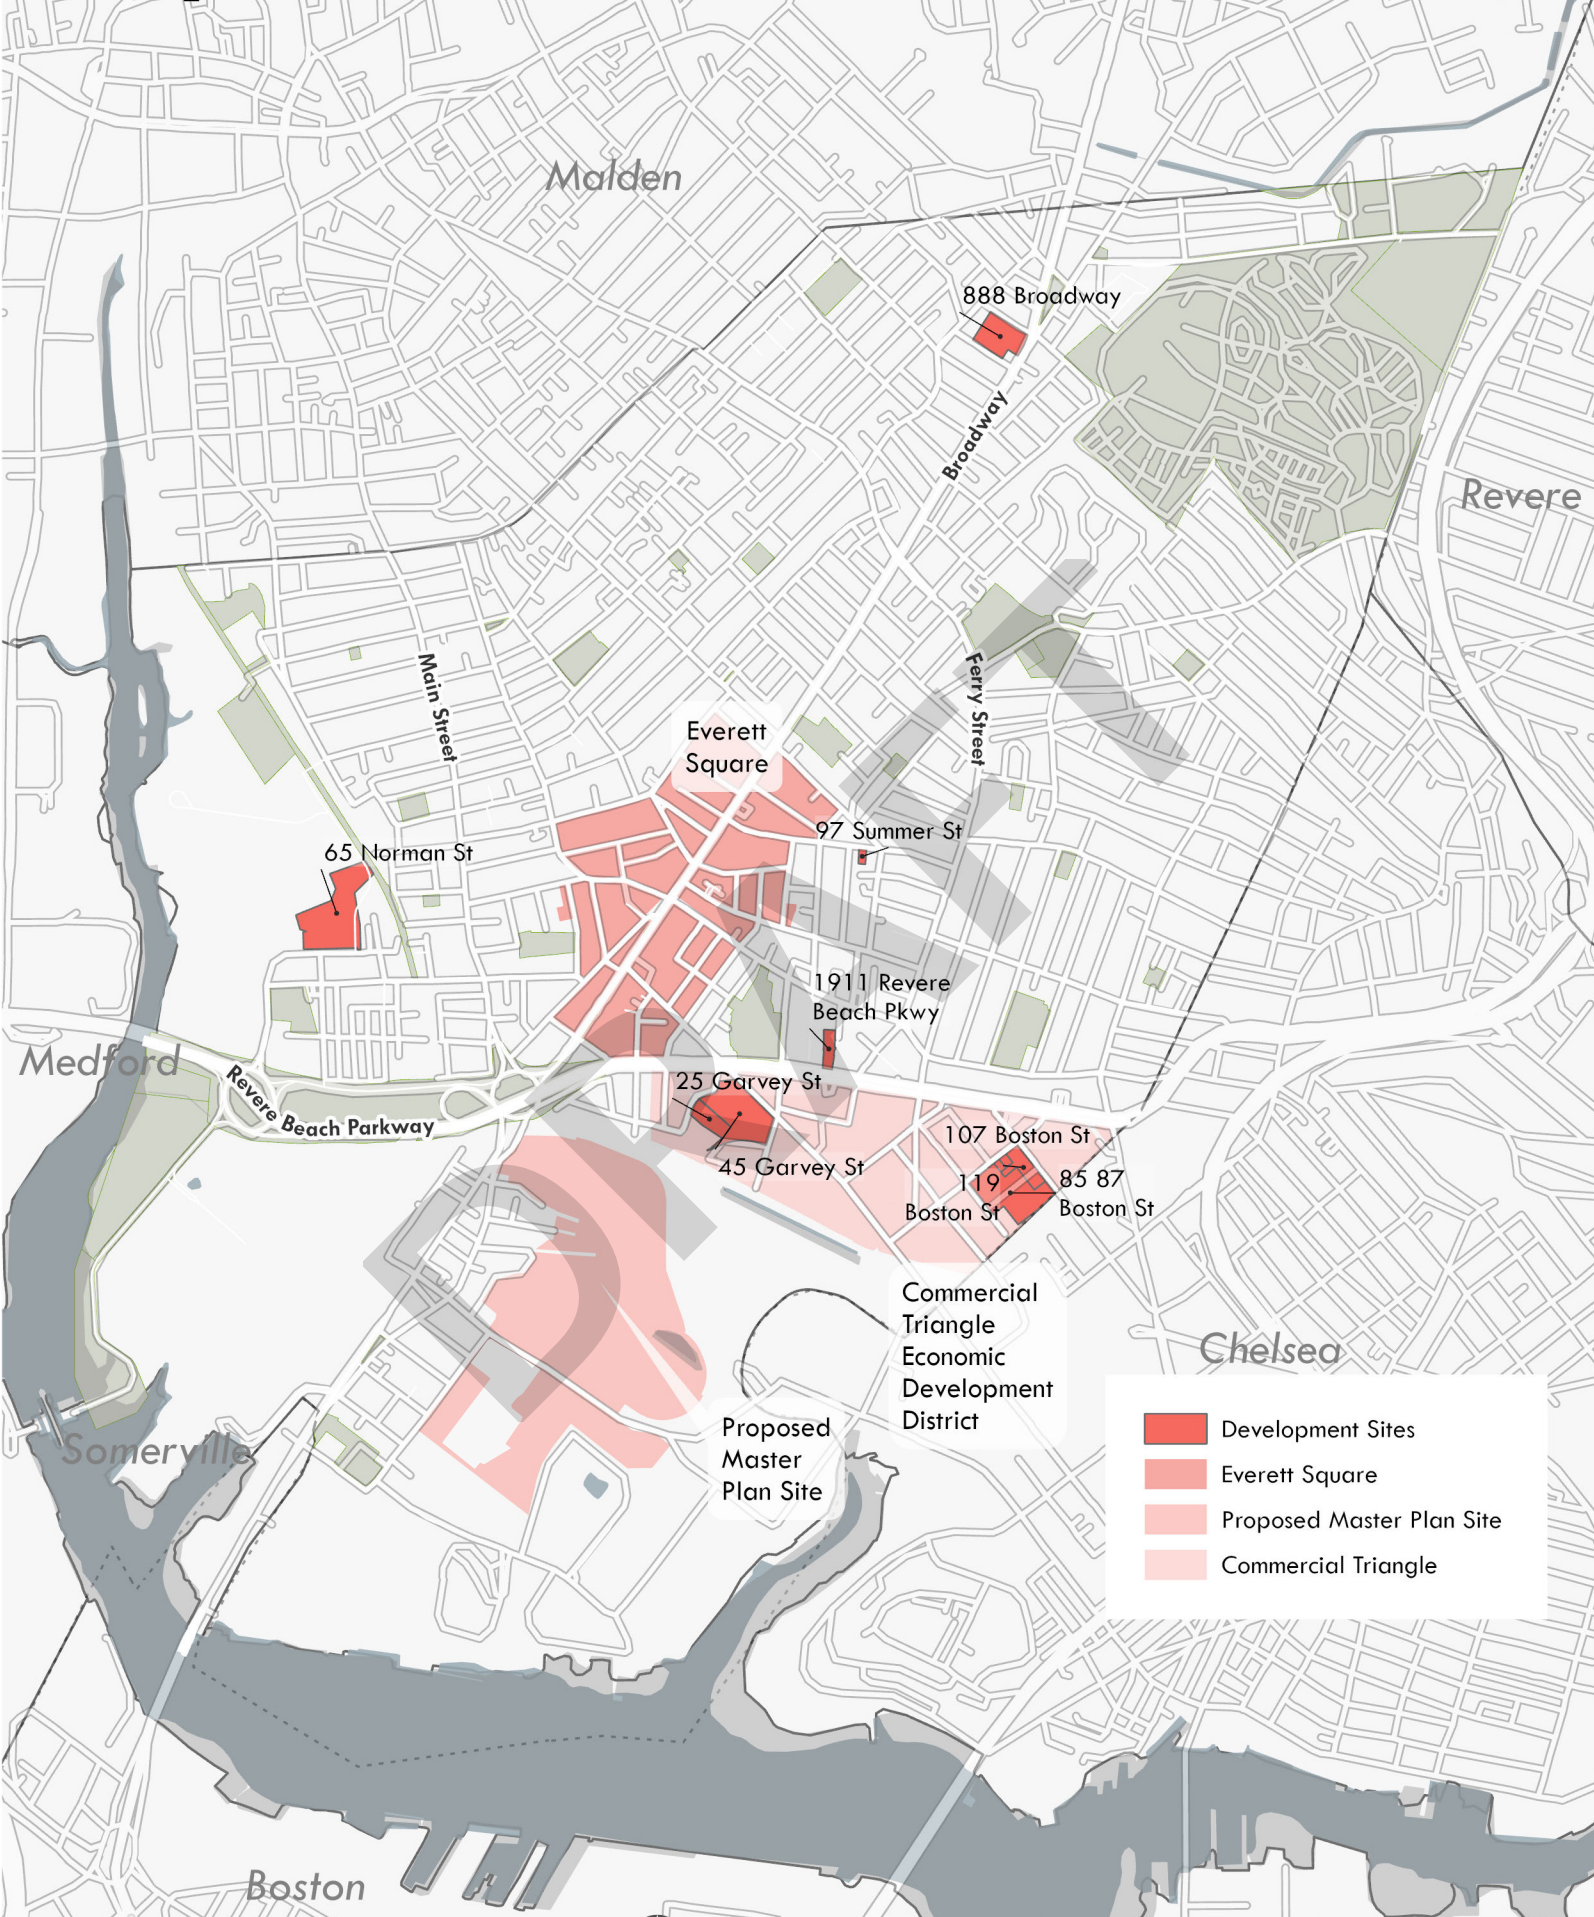 Malden
888 Broadway
Broadway
Revere
Main Street
Ferry Street
Everett
Square
97 Summer St
65 Norman St
1911 Revere
Beach Pkwy
Medford
Revere Beach Parkway
25 Garvey St
45 Garvey St
107 Boston St
119
Boston St
85 87
Boston St
Commercial
Triangle
Economic
Development
District
Chelsea
Proposed
Master
Plan Site
Somerville
Development Sites
Everett Square
Proposed Master Plan Site
Commercial Triangle
Boston
DRAFT